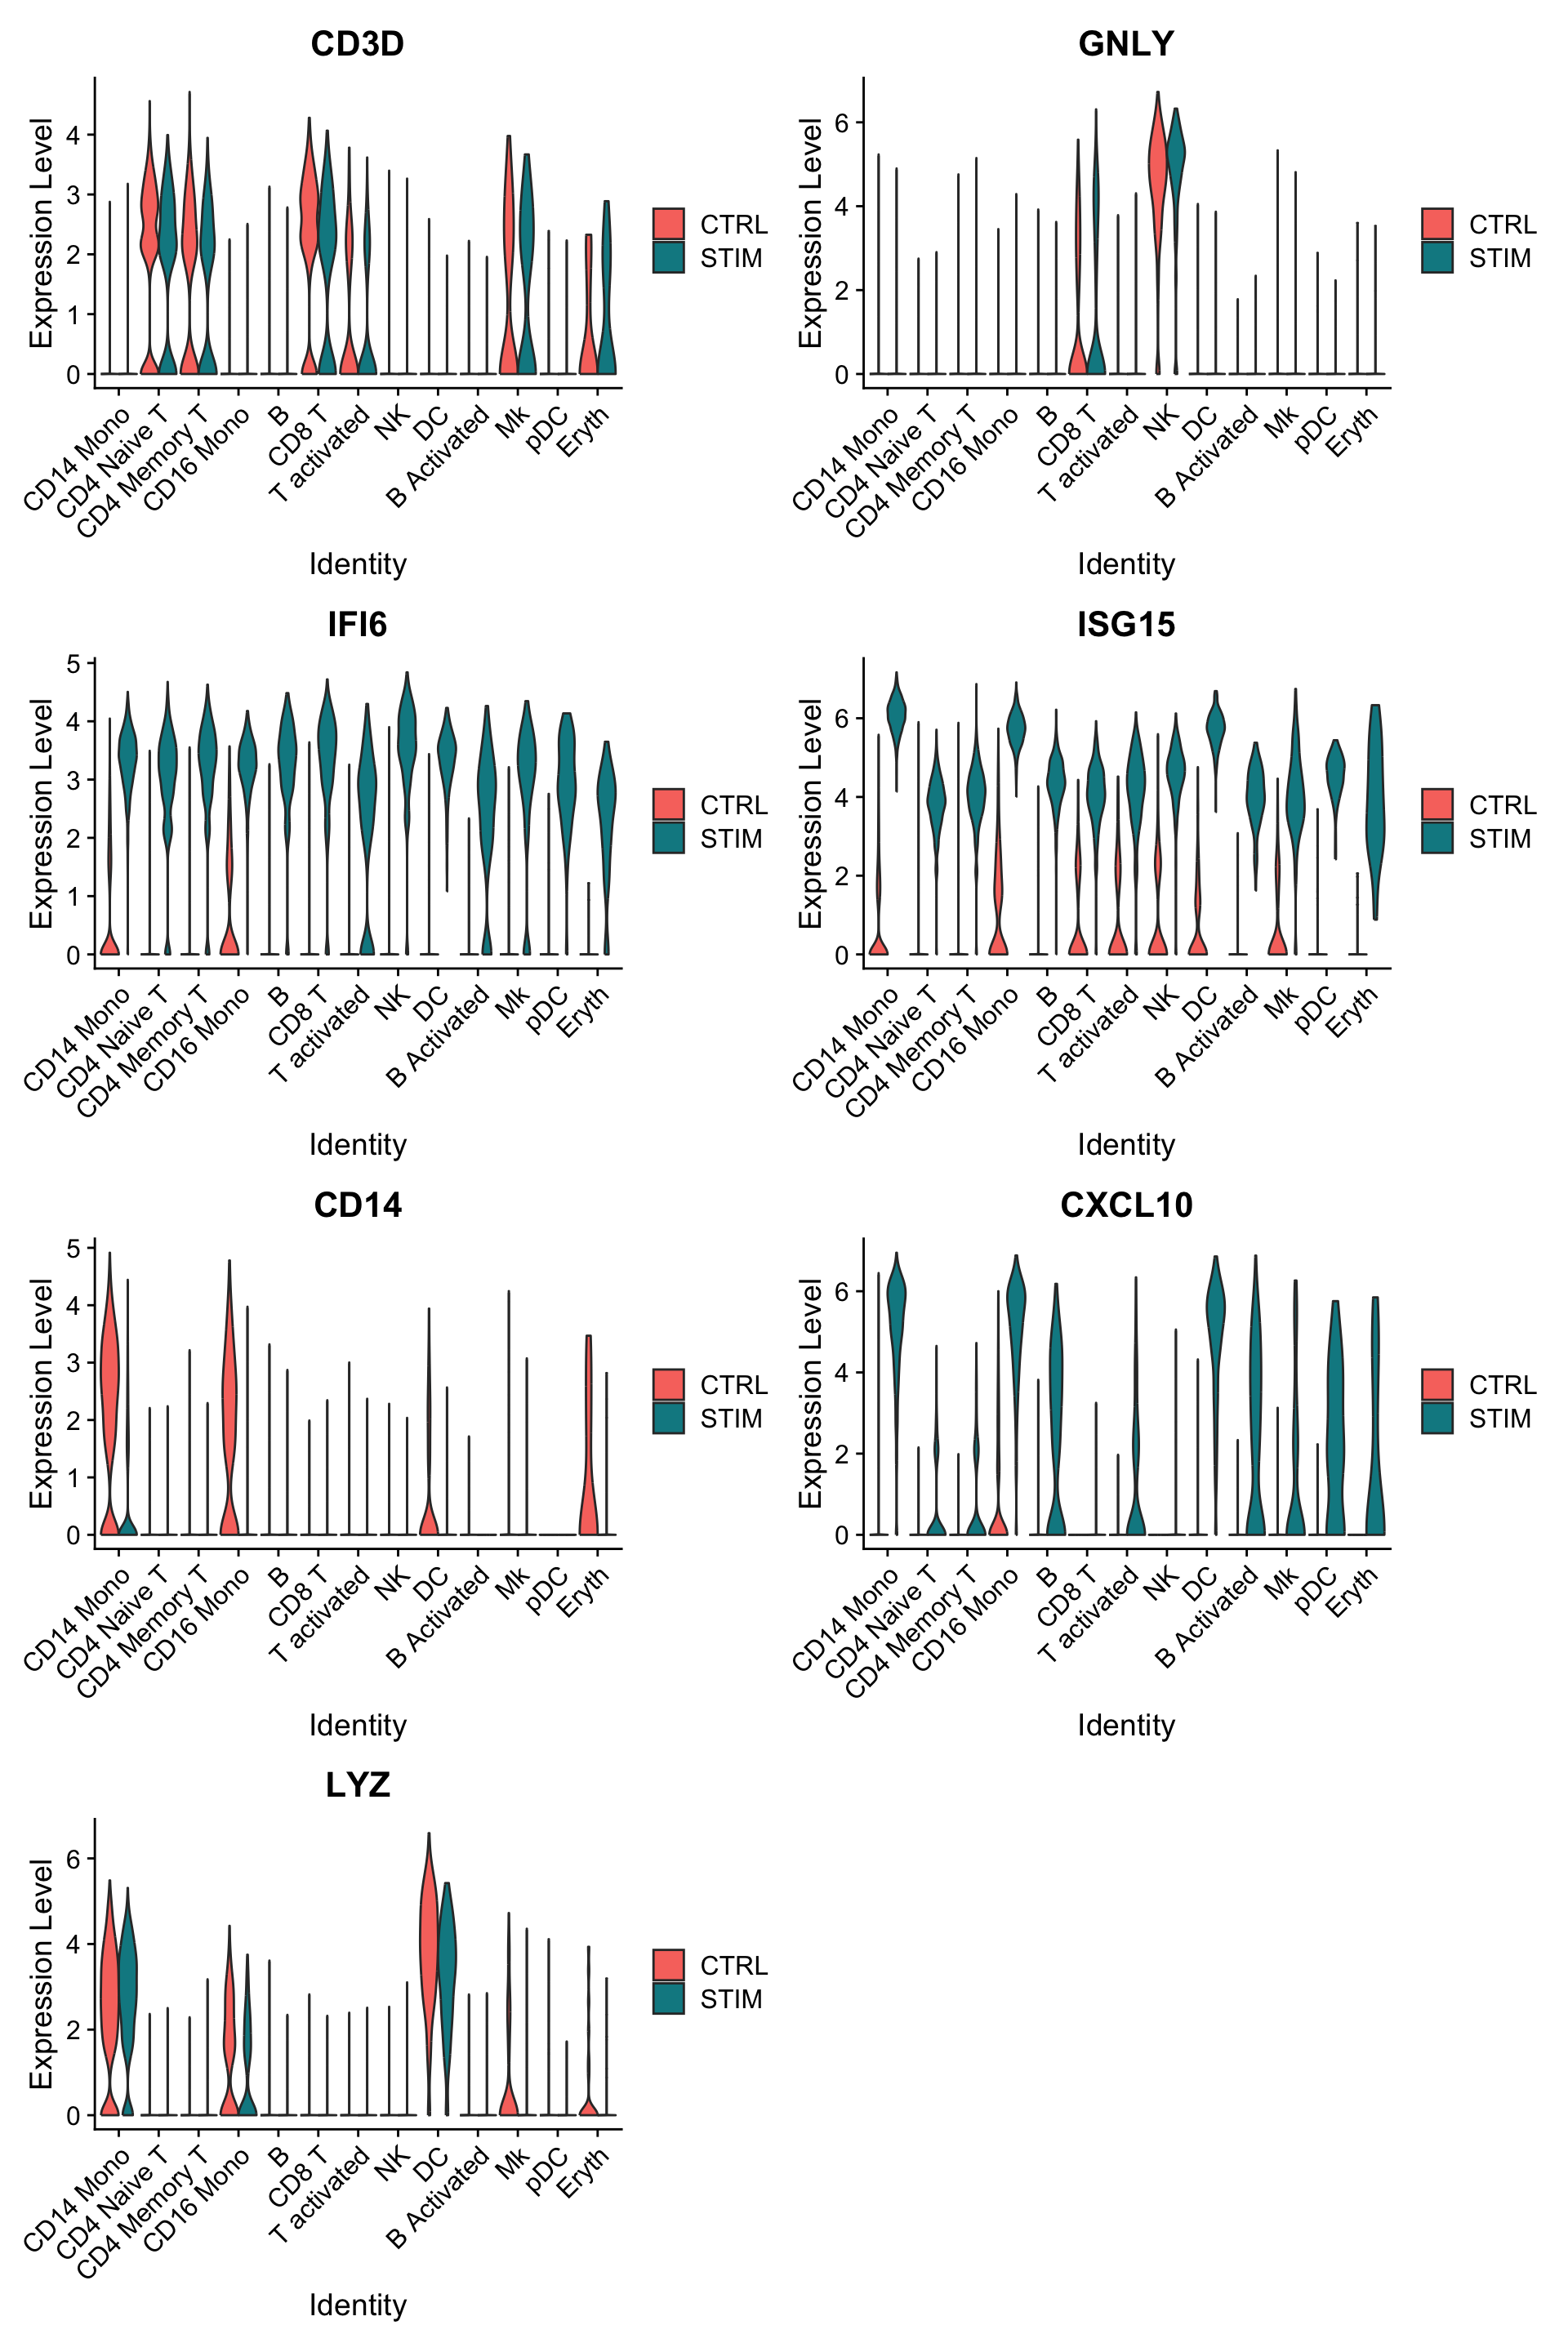 CD3D
Expression Level
4
3
2
1
0
CD14 Mono
CD4 Naive T
CD4 Memory T
CD16 Mono
B
CD8 T
T activated
NK
DC
B Activated
Mk
pDC
Eryth
Identity
CTRL
STIM
GNLY
Expression Level
6
4
2
0
CD14 Mono
CD4 Naive T
CD4 Memory T
CD16 Mono
B
CD8 T
T activated
NK
DC
B Activated
Mk
pDC
Eryth
Identity
CTRL
STIM
IFI6
Expression Level
5
4
3
2
1
0
CD14 Mono
CD4 Naive T
CD4 Memory T
CD16 Mono
B
CD8 T
T activated
NK
DC
B Activated
Mk
pDC
Eryth
Identity
CTRL
STIM
ISG15
Expression Level
6
4
2
0
CD14 Mono
CD4 Naive T
CD4 Memory T
CD16 Mono
B
CD8 T
T activated
NK
DC
B Activated
Mk
pDC
Eryth
Identity
CTRL
STIM
CD14
Expression Level
5
4
3
2
1
0
CD14 Mono
CD4 Naive T
CD4 Memory T
CD16 Mono
B
CD8 T
T activated
NK
DC
B Activated
Mk
pDC
Eryth
Identity
CTRL
STIM
CXCL10
Expression Level
6
4
2
0
CD14 Mono
CD4 Naive T
CD4 Memory T
CD16 Mono
B
CD8 T
T activated
NK
DC
B Activated
Mk
pDC
Eryth
Identity
CTRL
STIM
LYZ
Expression Level
6
4
2
0
CD14 Mono
CD4 Naive T
CD4 Memory T
CD16 Mono
B
CD8 T
T activated
NK
DC
B Activated
Mk
pDC
Eryth
Identity
CTRL
STIM